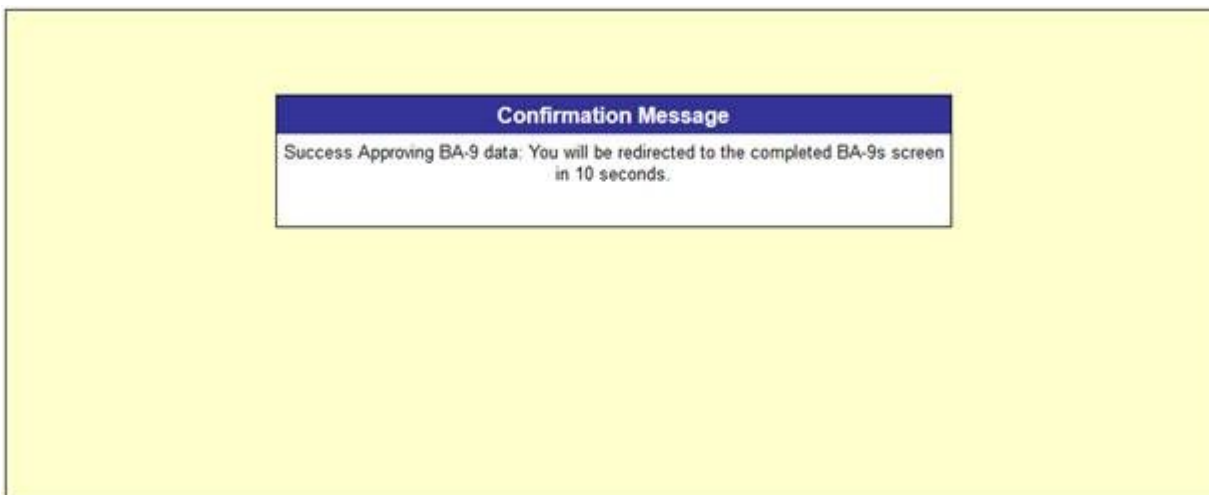 Confirmation Message
Success Approving BA-9 data: You will be redirected to the completed BA-9s screen
in 10 seconds.